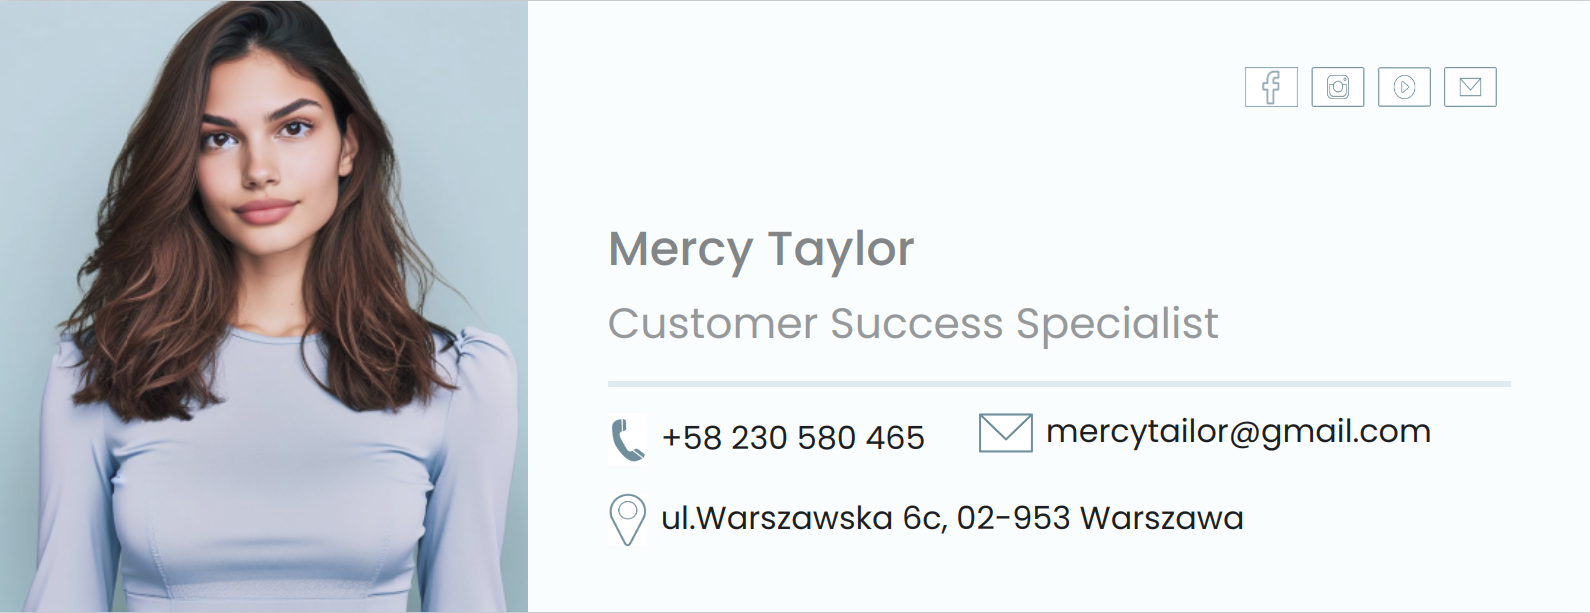 Mercy Taylor
Customer Success Specialist
+58 230 580 465
mercytailor@gmail.com
ul.Warszawska 6c, 02-953 Warszawa